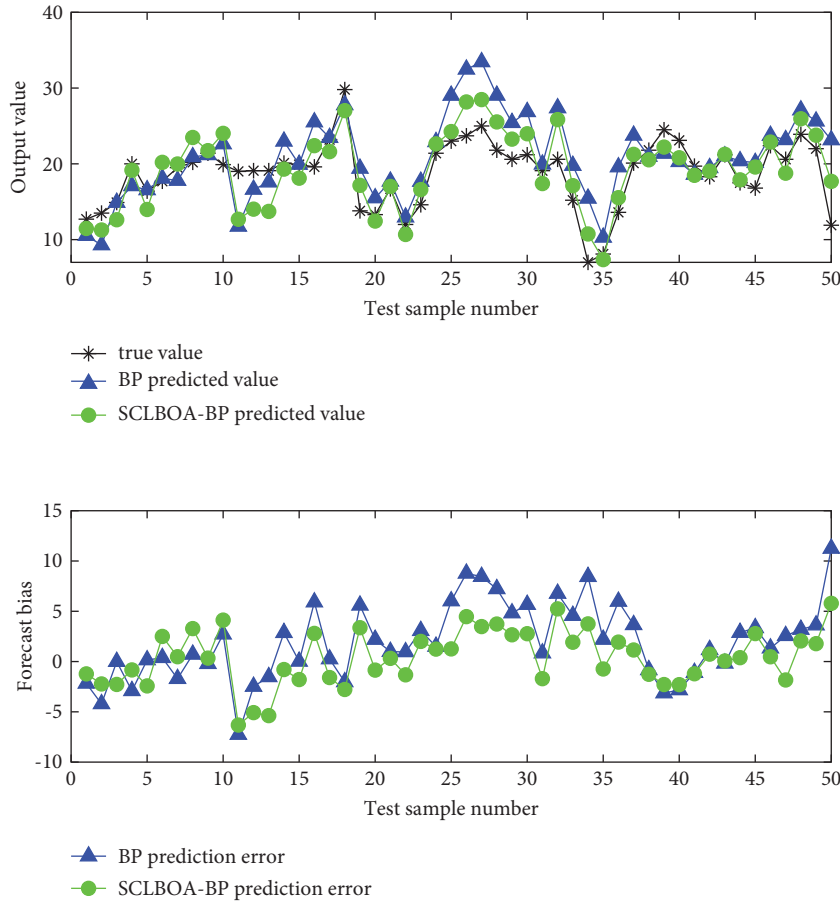 40
30
20
10
Output value
0 5 10 15 20 25 30 35 40 45 50
Test sample number
true value
BP predicted value
SCLBOA-BP predicted value
15
10
5
0
-5
-10
Forecast bias
0 5 10 15 20 25 30 35 40 45 50
Test sample number
BP prediction error
SCLBOA-BP prediction error